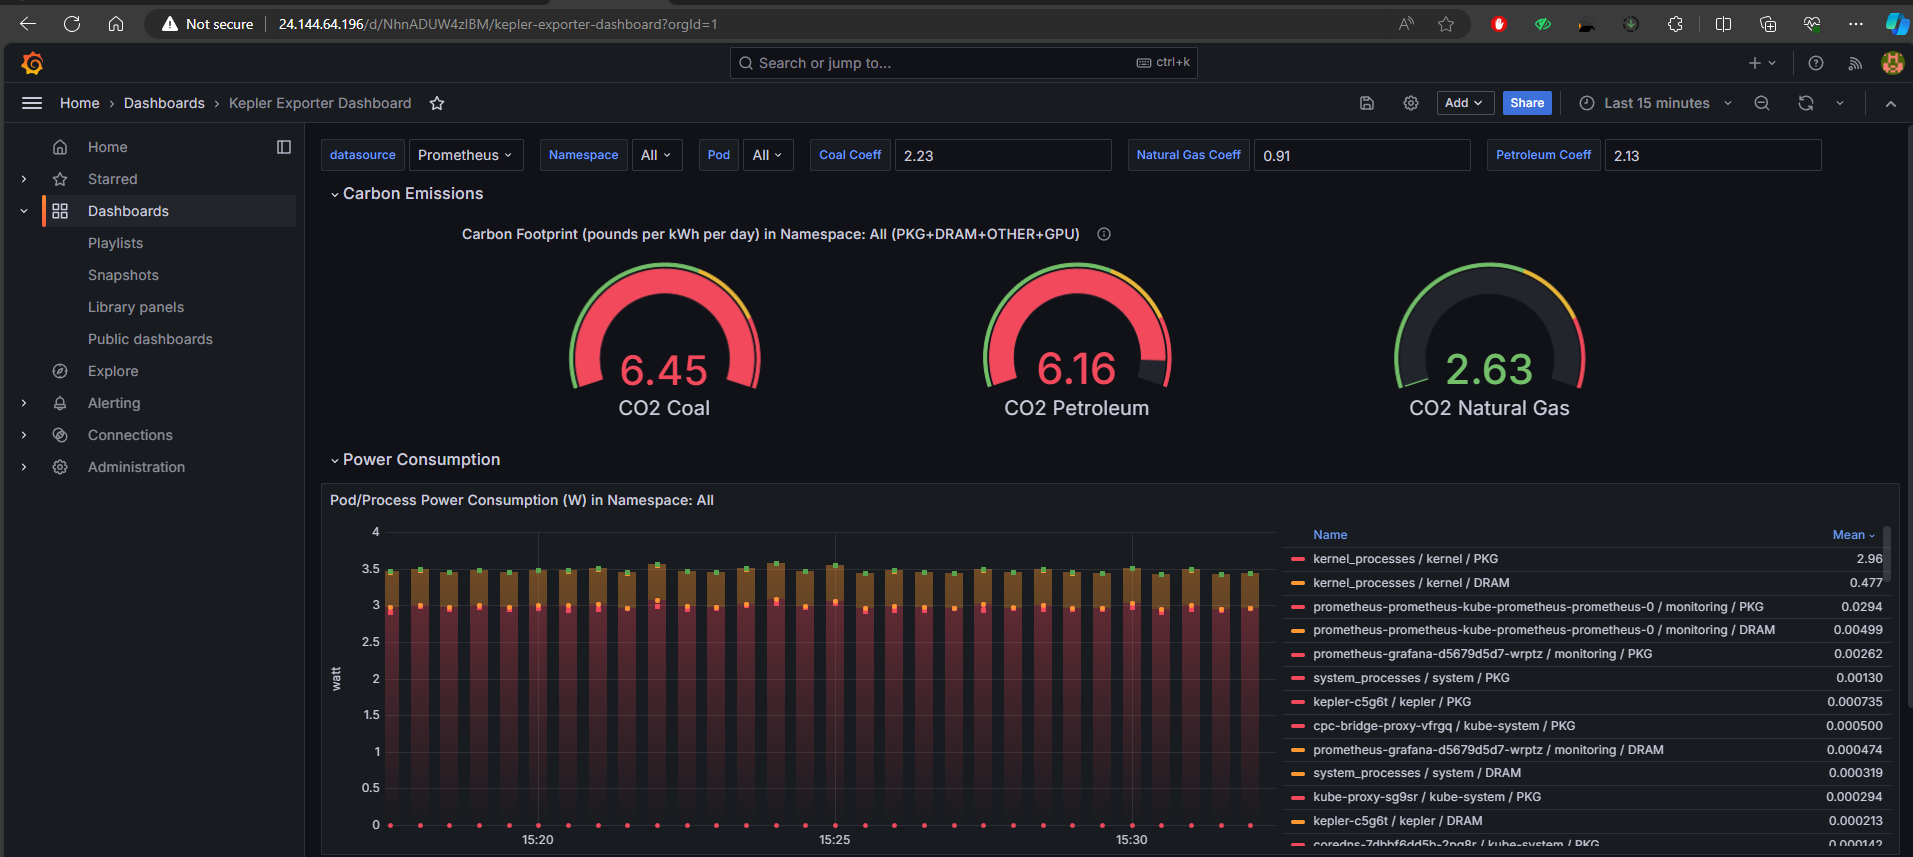 Not secure 24.144.64.196/d/NhnADUW4zIBM/kepler-exporter-dashboard?orgId=1
Search or jump to... ctrl+k
Home › Dashboards › Kepler Exporter Dashboard Add Share Last 15 minutes
Home
Starred
Dashboards
Playlists
Snapshots
Library panels
Public dashboards
Explore
Alerting
Connections
Administration
datasource Prometheus Namespace All Pod All Coal Coeff 2.23 Natural Gas Coeff 0.91 Petroleum Coeff 2.13
Carbon Emissions
Carbon Footprint (pounds per kWh per day) in Namespace: All (PKG+DRAM+OTHER+GPU)
6.45 6.16 2.63
CO2 Coal CO2 Petroleum CO2 Natural Gas
Power Consumption
Pod/Process Power Consumption (W) in Namespace: All
watt
4
3.5
3
2.5
2
1.5
1
0.5
0
15:20 15:25 15:30
Name Mean
kernel_processes / kernel / PKG 2.96
kernel_processes / kernel / DRAM 0.477
prometheus-prometheus-kube-prometheus-prometheus-0 / monitoring / PKG 0.0294
prometheus-prometheus-kube-prometheus-prometheus-0 / monitoring / DRAM 0.00499
prometheus-grafana-d5679d5d7-wrptz / monitoring / PKG 0.00262
system_processes / system / PKG 0.00130
kepler-c5g6t / kepler / PKG 0.000735
cpc-bridge-proxy-vfrgq / kube-system / PKG 0.000500
prometheus-grafana-d5679d5d7-wrptz / monitoring / DRAM 0.000474
system_processes / system / DRAM 0.000319
kube-proxy-sg9sr / kube-system / PKG 0.000294
kepler-c5g6t / kepler / DRAM 0.000213
coredns-7dbbf6dd5b-2pg8r / kube-system / PKG 0.000142